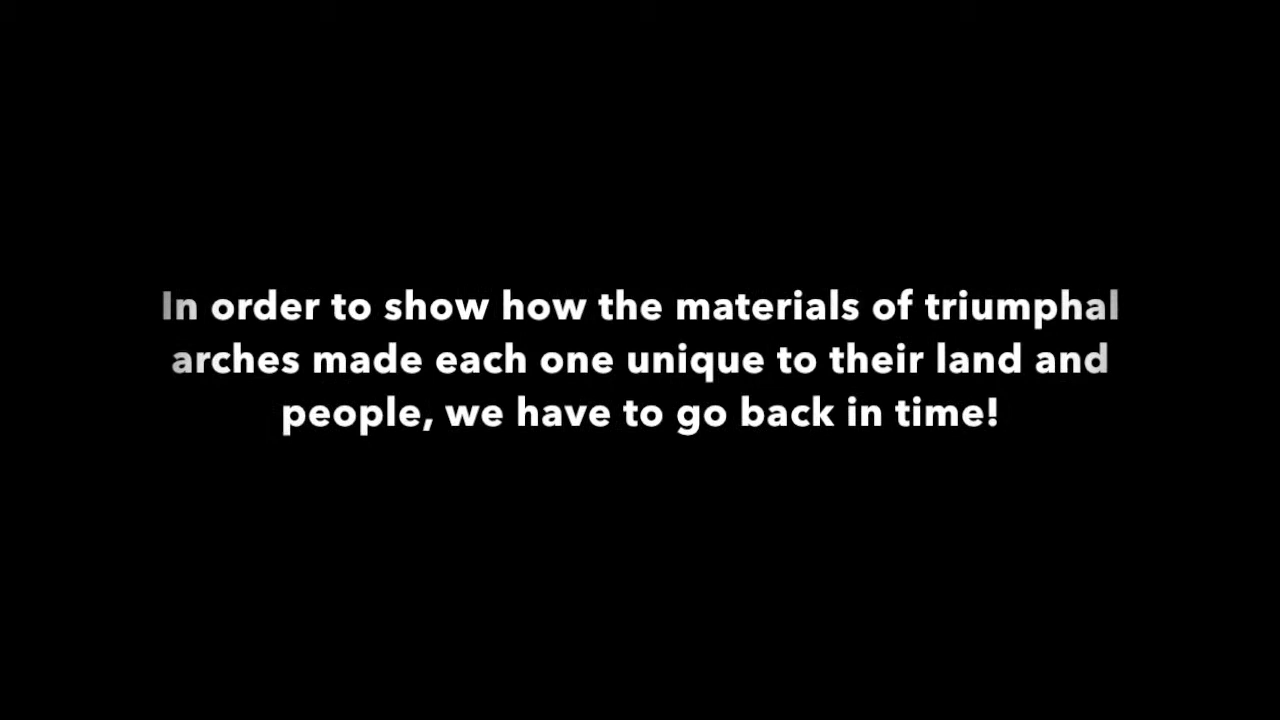 In order to show how the materials of triumphal
arches made each one unique to their land and
people, we have to go back in time!